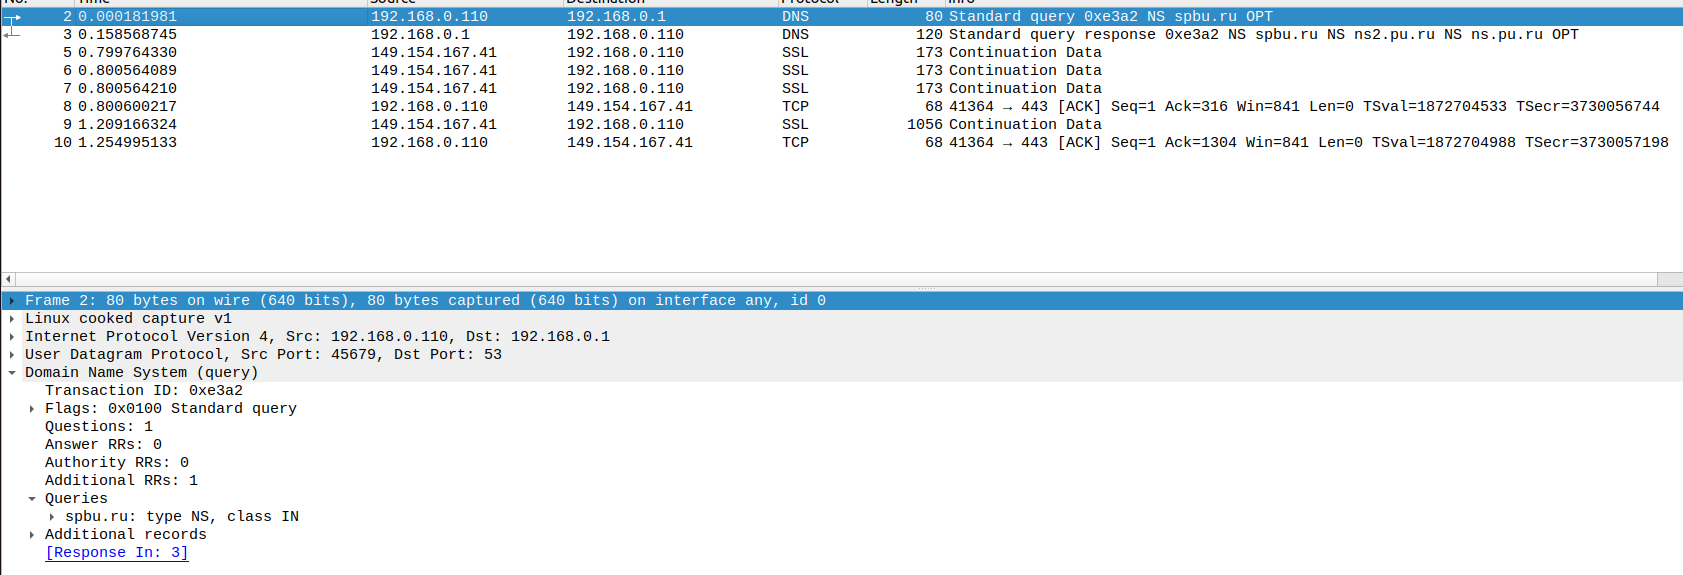 No. Time Source Destination Protocol Length Info
2 0.000181981 192.168.0.110 192.168.0.1 DNS 80 Standard query 0xe3a2 NS spbu.ru OPT
3 0.158568745 192.168.0.1 192.168.0.110 DNS 120 Standard query response 0xe3a2 NS spbu.ru NS ns2.pu.ru NS ns.pu.ru OPT
5 0.799764330 149.154.167.41 192.168.0.110 SSL 173 Continuation Data
6 0.800564089 149.154.167.41 192.168.0.110 SSL 173 Continuation Data
7 0.800564210 149.154.167.41 192.168.0.110 SSL 173 Continuation Data
8 0.800600217 192.168.0.110 149.154.167.41 TCP 68 41364 → 443 [ACK] Seq=1 Ack=316 Win=841 Len=0 TSval=1872704533 TSecr=3730056744
9 1.209166324 149.154.167.41 192.168.0.110 SSL 1056 Continuation Data
10 1.254995133 192.168.0.110 149.154.167.41 TCP 68 41364 → 443 [ACK] Seq=1 Ack=1304 Win=841 Len=0 TSval=1872704988 TSecr=3730057198
Frame 2: 80 bytes on wire (640 bits), 80 bytes captured (640 bits) on interface any, id 0
Linux cooked capture v1
Internet Protocol Version 4, Src: 192.168.0.110, Dst: 192.168.0.1
User Datagram Protocol, Src Port: 45679, Dst Port: 53
Domain Name System (query)
Transaction ID: 0xe3a2
Flags: 0x0100 Standard query
Questions: 1
Answer RRs: 0
Authority RRs: 0
Additional RRs: 1
Queries
spbu.ru: type NS, class IN
Additional records
[Response In: 3]